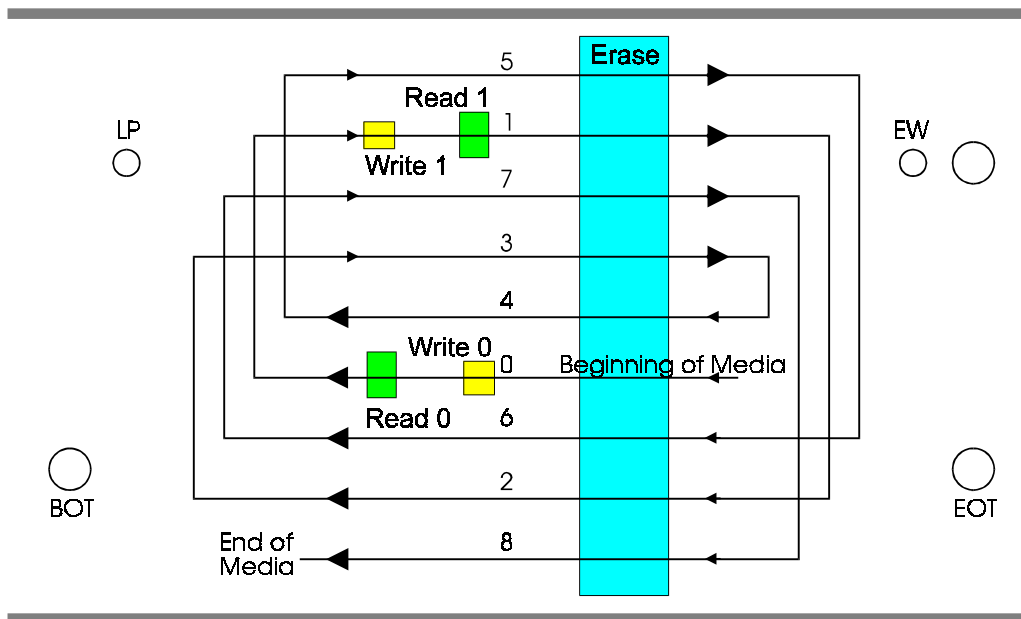 Erase
5
Read 1
1
LP
EW
Write 1
7
3
4
Write 0
0
Beginning of Media
Read 0
6
2
BOT
EOT
End of
Media
8